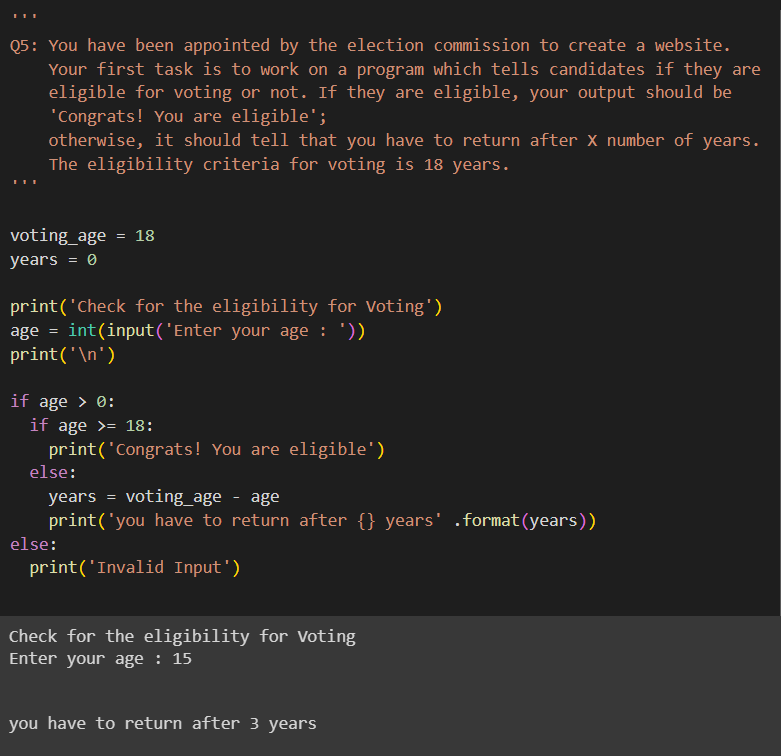 '''
Q5: You have been appointed by the election commission to create a website.
    Your first task is to work on a program which tells candidates if they are
    eligible for voting or not. If they are eligible, your output should be
    'Congrats! You are eligible';
    otherwise, it should tell that you have to return after X number of years.
    The eligibility criteria for voting is 18 years.
'''

voting_age = 18
years = 0

print('Check for the eligibility for Voting')
age = int(input('Enter your age : '))
print('\n')

if age > 0:
  if age >= 18:
    print('Congrats! You are eligible')
  else:
    years = voting_age - age
    print('you have to return after {} years' .format(years))
else:
  print('Invalid Input')

Check for the eligibility for Voting
Enter your age : 15


you have to return after 3 years